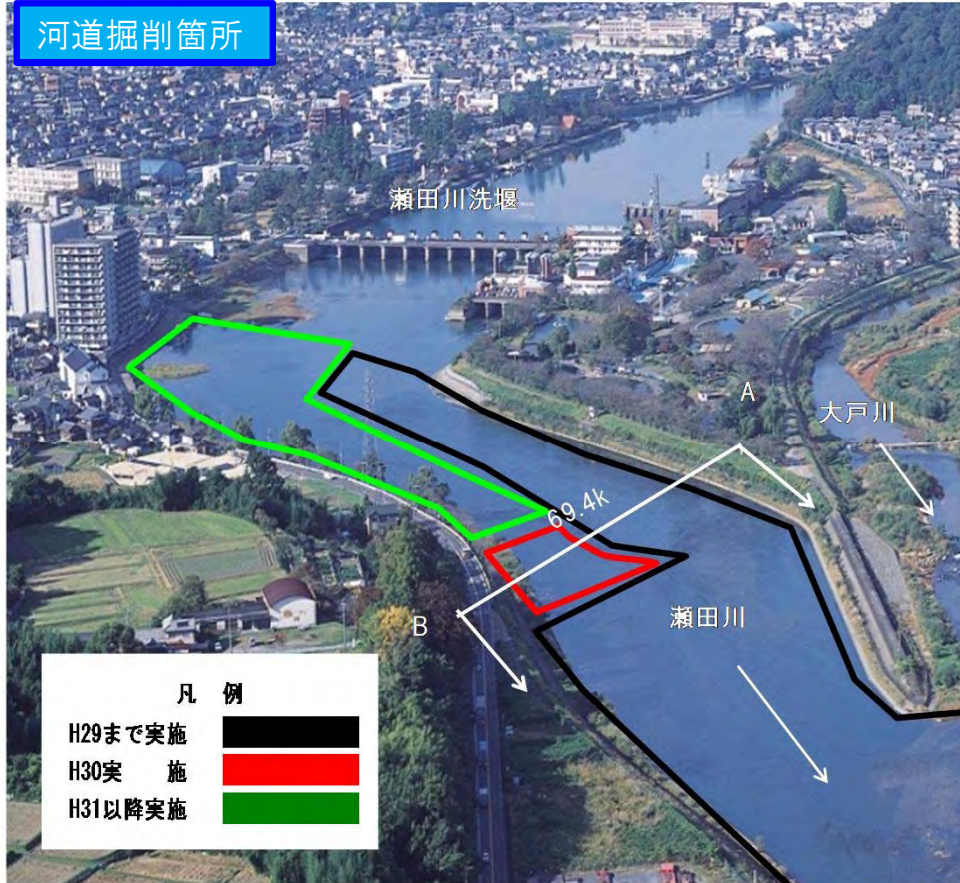 河道掘削箇所
瀬田川洗堰
A
大戸川
69.4k
瀬田川
B
凡 例
H29まで実施
H30実 施
H31以降実施